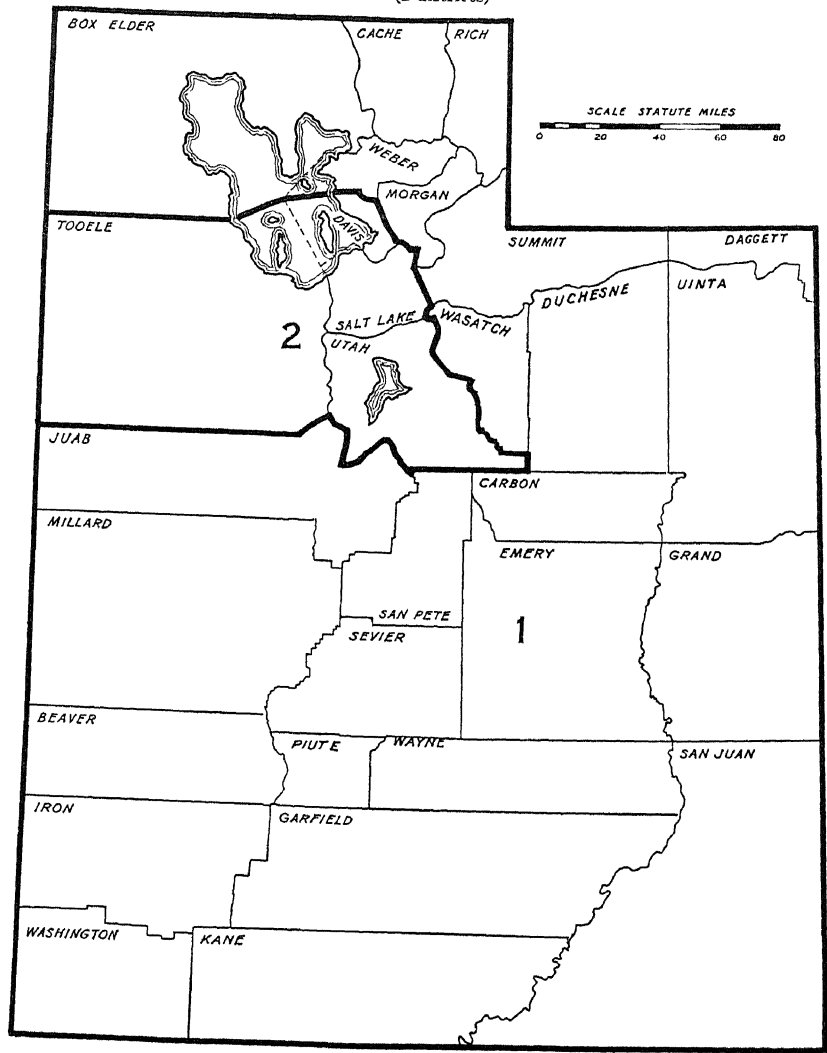 BOX ELDER
CACHE
RICH
SCALE STATUTE MILES
0 20 40 60 80
WEBER
MORGAN
TOOELE
DAVIS
SUMMIT
DAGGETT
UINTA
DUCHESNE
SALT LAKE
WASATCH
2
UTAH
JUAB
CARBON
MILLARD
EMERY
GRAND
SAN PETE
1
SEVIER
BEAVER
PIUTE
WAYNE
SAN JUAN
IRON
GARFIELD
WASHINGTON
KANE